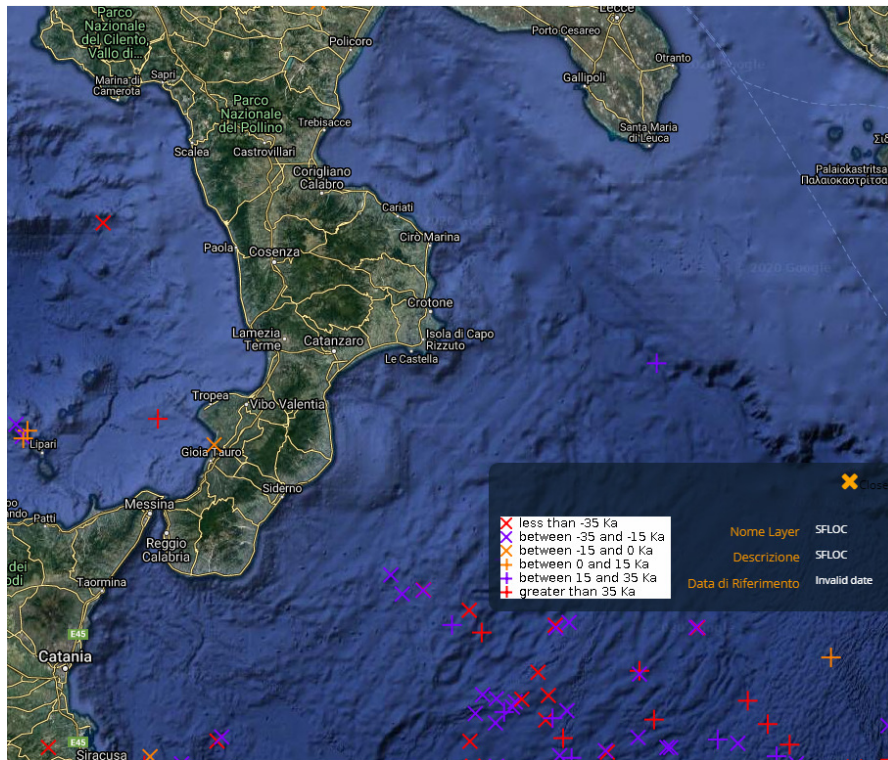 Lecce
Parco
Nazionale
del Cilento,
Vallo di...
Policoro
Porto Cesareo
Otranto
Sapri
Marina di
Camerota
Gallipoli
Parco
Nazionale
del Pollino
Trebisacce
Santa Maria
di Leuca
Scalea
Castrovillari
Palaiokastritsa
Παλαιοκαστρίτσα
Corigliano
Calabro
Cariati
Paola
Cosenza
Cirò Marina
2020 Google
Crotone
Lamezia
Terme
Catanzaro
Isola di Capo
Rizzuto
Le Castella
Tropea
Vibo Valentia
Lipari
Gioia Tauro
Siderno
Messina
Patti
Reggio
Calabria
Taormina
E45
Catania
E45
Siracusa
less than -35 Ka
between -35 and -15 Ka
between -15 and 0 Ka
between 0 and 15 Ka
between 15 and 35 Ka
greater than 35 Ka
Nome Layer SFLOC
Descrizione SFLOC
Data di Riferimento Invalid date